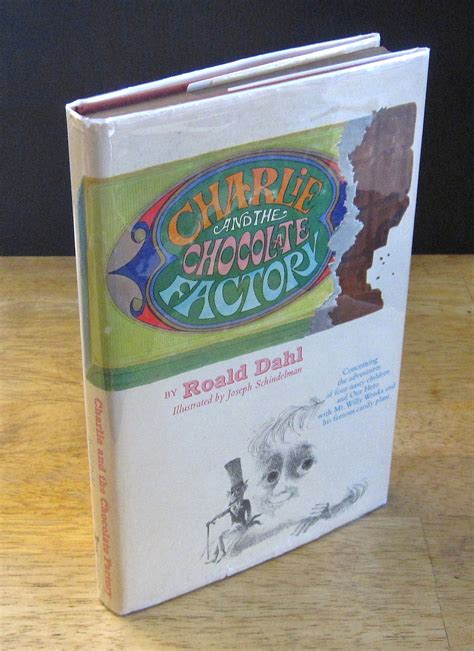 CHARLIE
AND THE
CHOCOLATE
FACTORY
BY Roald Dahl
Illustrated by Joseph Schindelman
Concerning
the adventures
of four nasty children
and Our Hero
with Mr. Willy Wonka and
his famous candy plant
Charlie and the Chocolate Factory